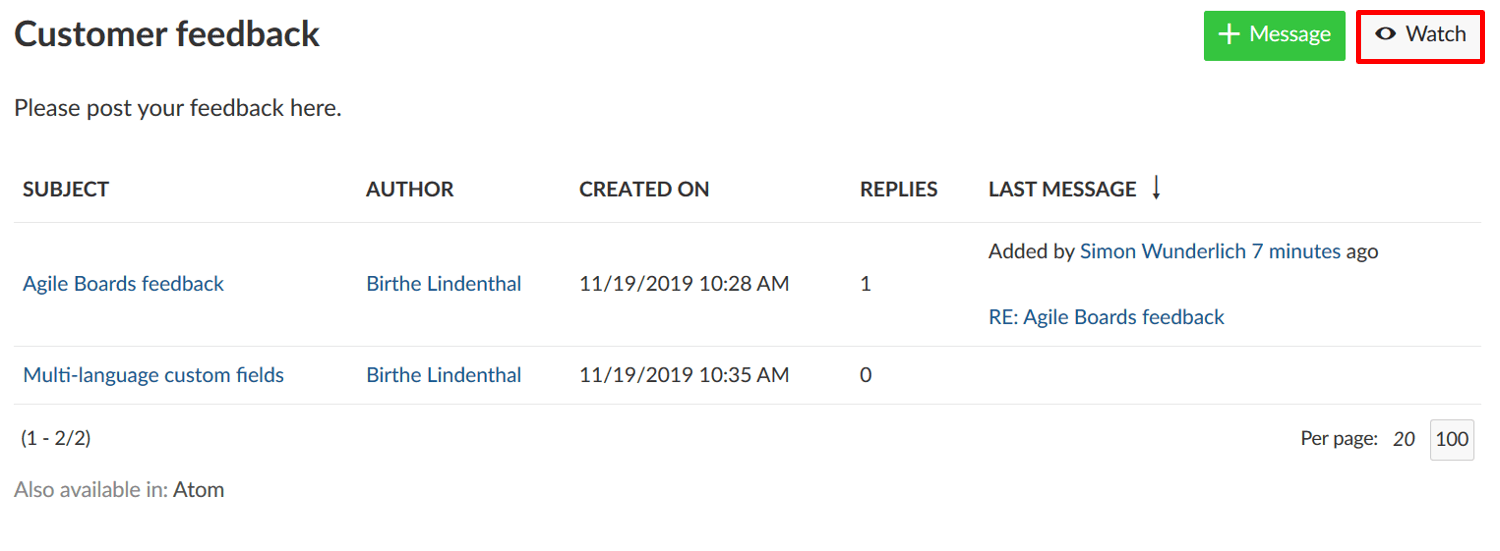 Customer feedback
+ Message
Watch
Please post your feedback here.
SUBJECT AUTHOR CREATED ON REPLIES LAST MESSAGE ↓
Added by Simon Wunderlich 7 minutes ago
Agile Boards feedback Birthe Lindenthal 11/19/2019 10:28 AM 1
RE: Agile Boards feedback
Multi-language custom fields Birthe Lindenthal 11/19/2019 10:35 AM 0
(1 - 2/2)
Per page: 20 100
Also available in: Atom